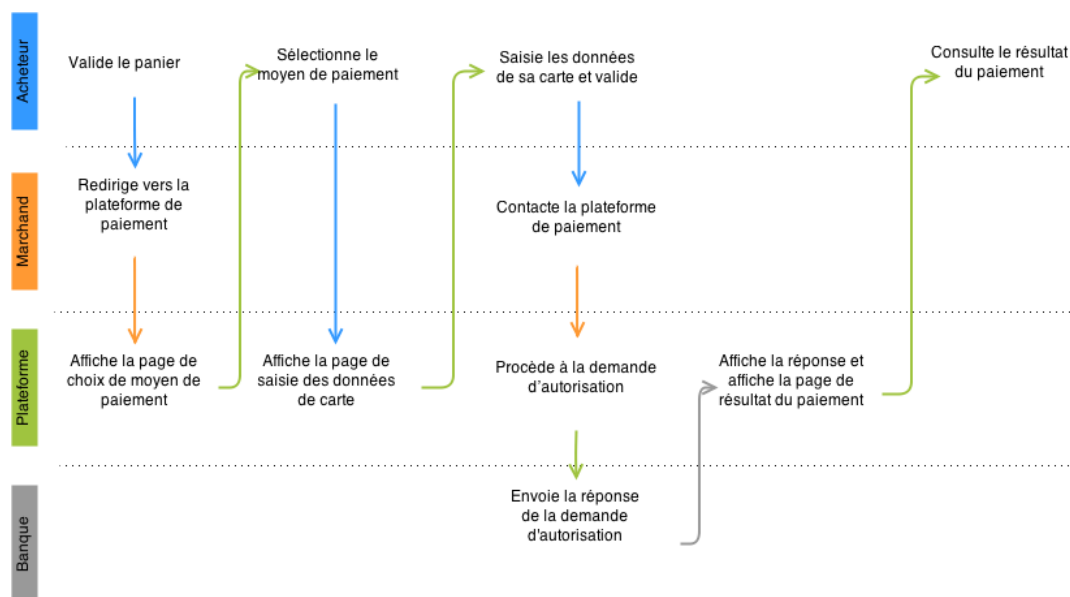 Acheteur
Valide le panier
Sélectionne le
moyen de paiement
Saisie les données
de sa carte et valide
Consulte le résultat
du paiement
Marchand
Redirige vers la
plateforme de
paiement
Contacte la plateforme
de paiement
Plateforme
Affiche la page de
choix de moyen de
paiement
Affiche la page de
saisie des données
de carte
Procède à la demande
d'autorisation
Affiche la réponse et
affiche la page de
résultat du paiement
Banque
Envoie la réponse
de la demande
d'autorisation